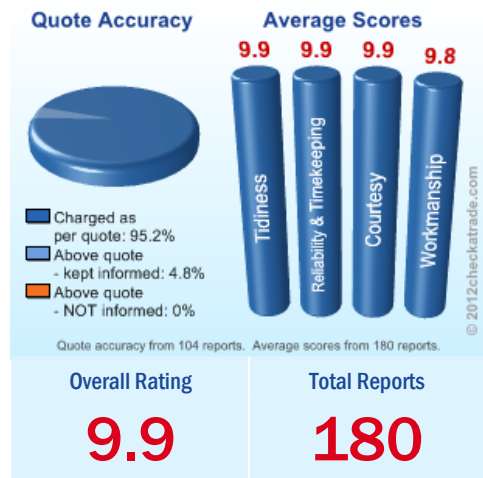 Quote Accuracy
Average Scores
9.9
9.9
9.9
9.8
Tidiness
Reliability & Timekeeping
Courtesy
Workmanship
Charged as
per quote: 95.2%
Above quote
- kept informed: 4.8%
Above quote
- NOT informed: 0%
© 2012checkatrade.com
Quote accuracy from 104 reports. Average scores from 180 reports.
Overall Rating
9.9
Total Reports
180